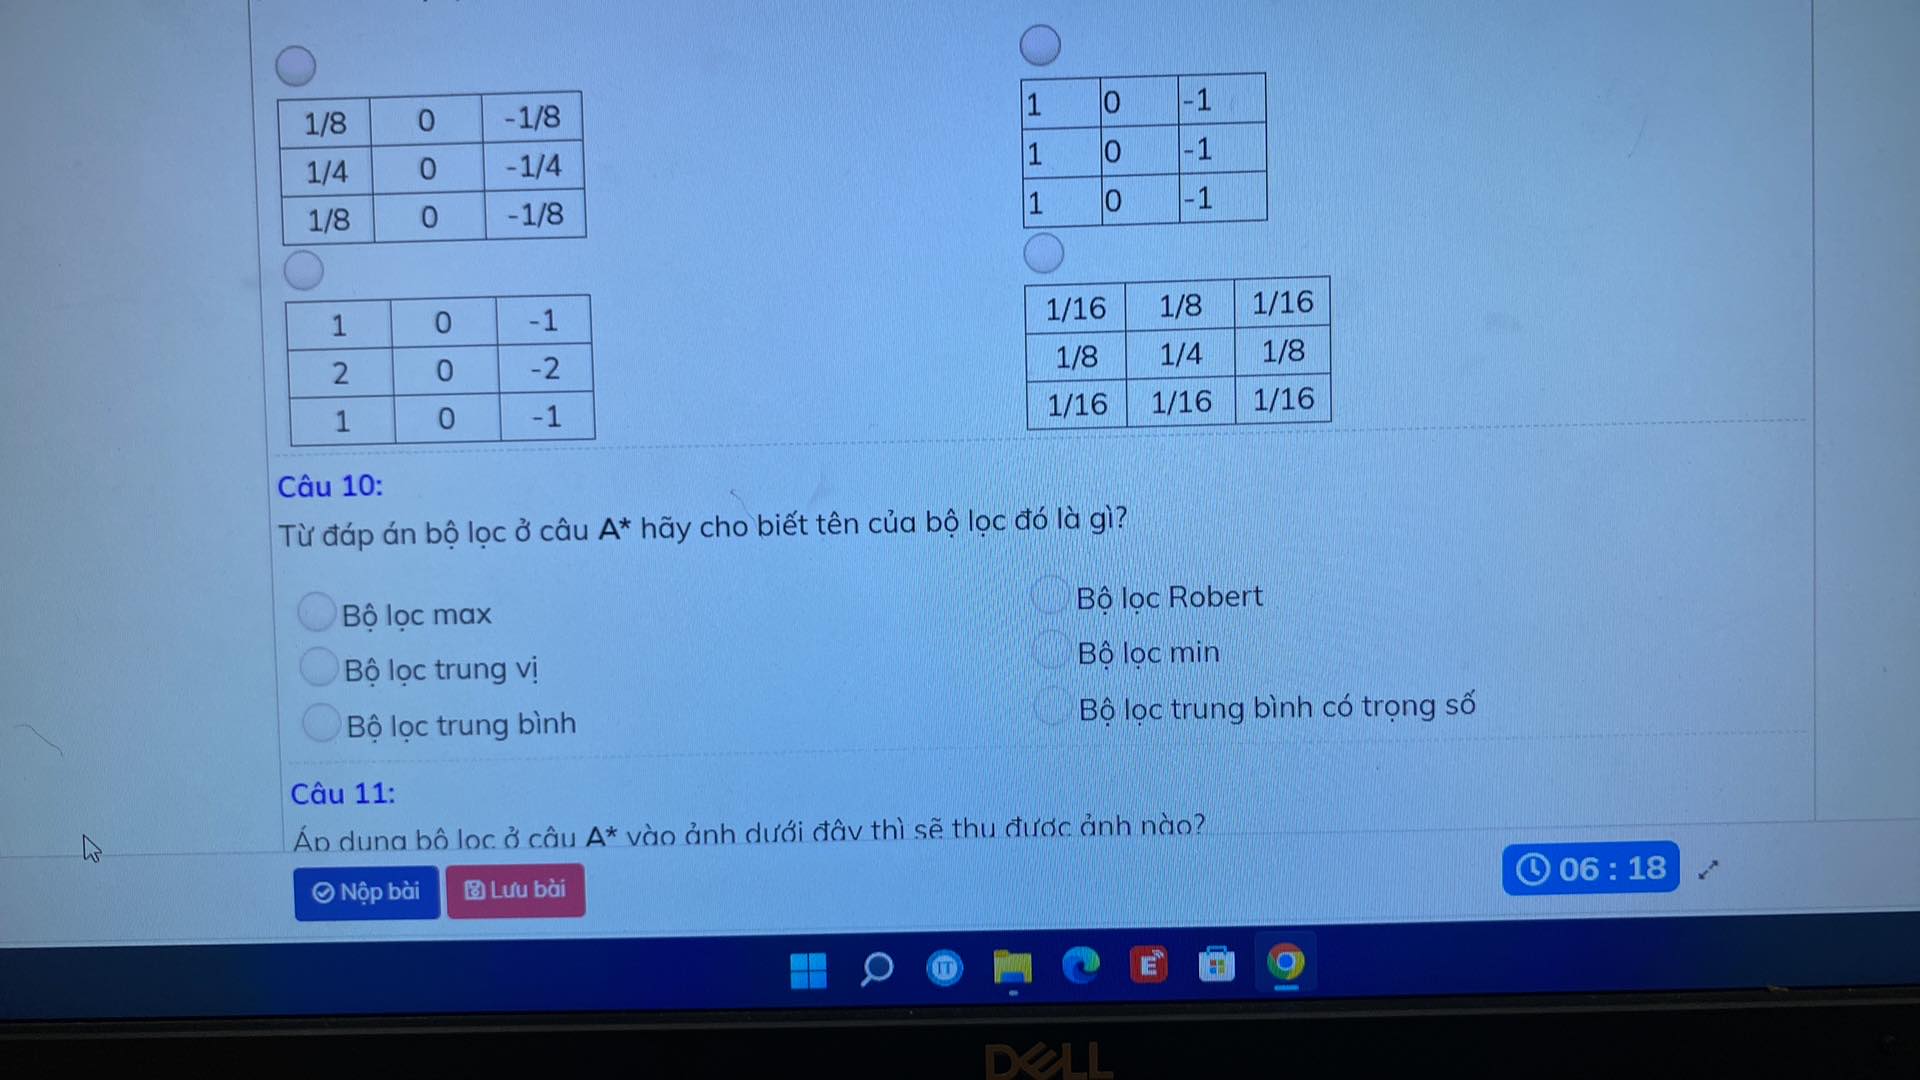 1/8 0 -1/8
1/4 0 -1/4
1/8 0 -1/8
1 0 -1
1 0 -1
1 0 -1
1 0 -1
2 0 -2
1 0 -1
1/16 1/8 1/16
1/8 1/4 1/8
1/16 1/16 1/16
Câu 10:
Từ đáp án bộ lọc ở câu A* hãy cho biết tên của bộ lọc đó là gì?
Bộ lọc max
Bộ lọc Robert
Bộ lọc trung vị
Bộ lọc min
Bộ lọc trung bình
Bộ lọc trung bình có trọng số
Câu 11:
Áp dụng bộ lọc ở câu A* vào ảnh dưới đây thì sẽ thu được ảnh nào?
Nộp bài
Lưu bài
06 : 18
IT
E
DELL